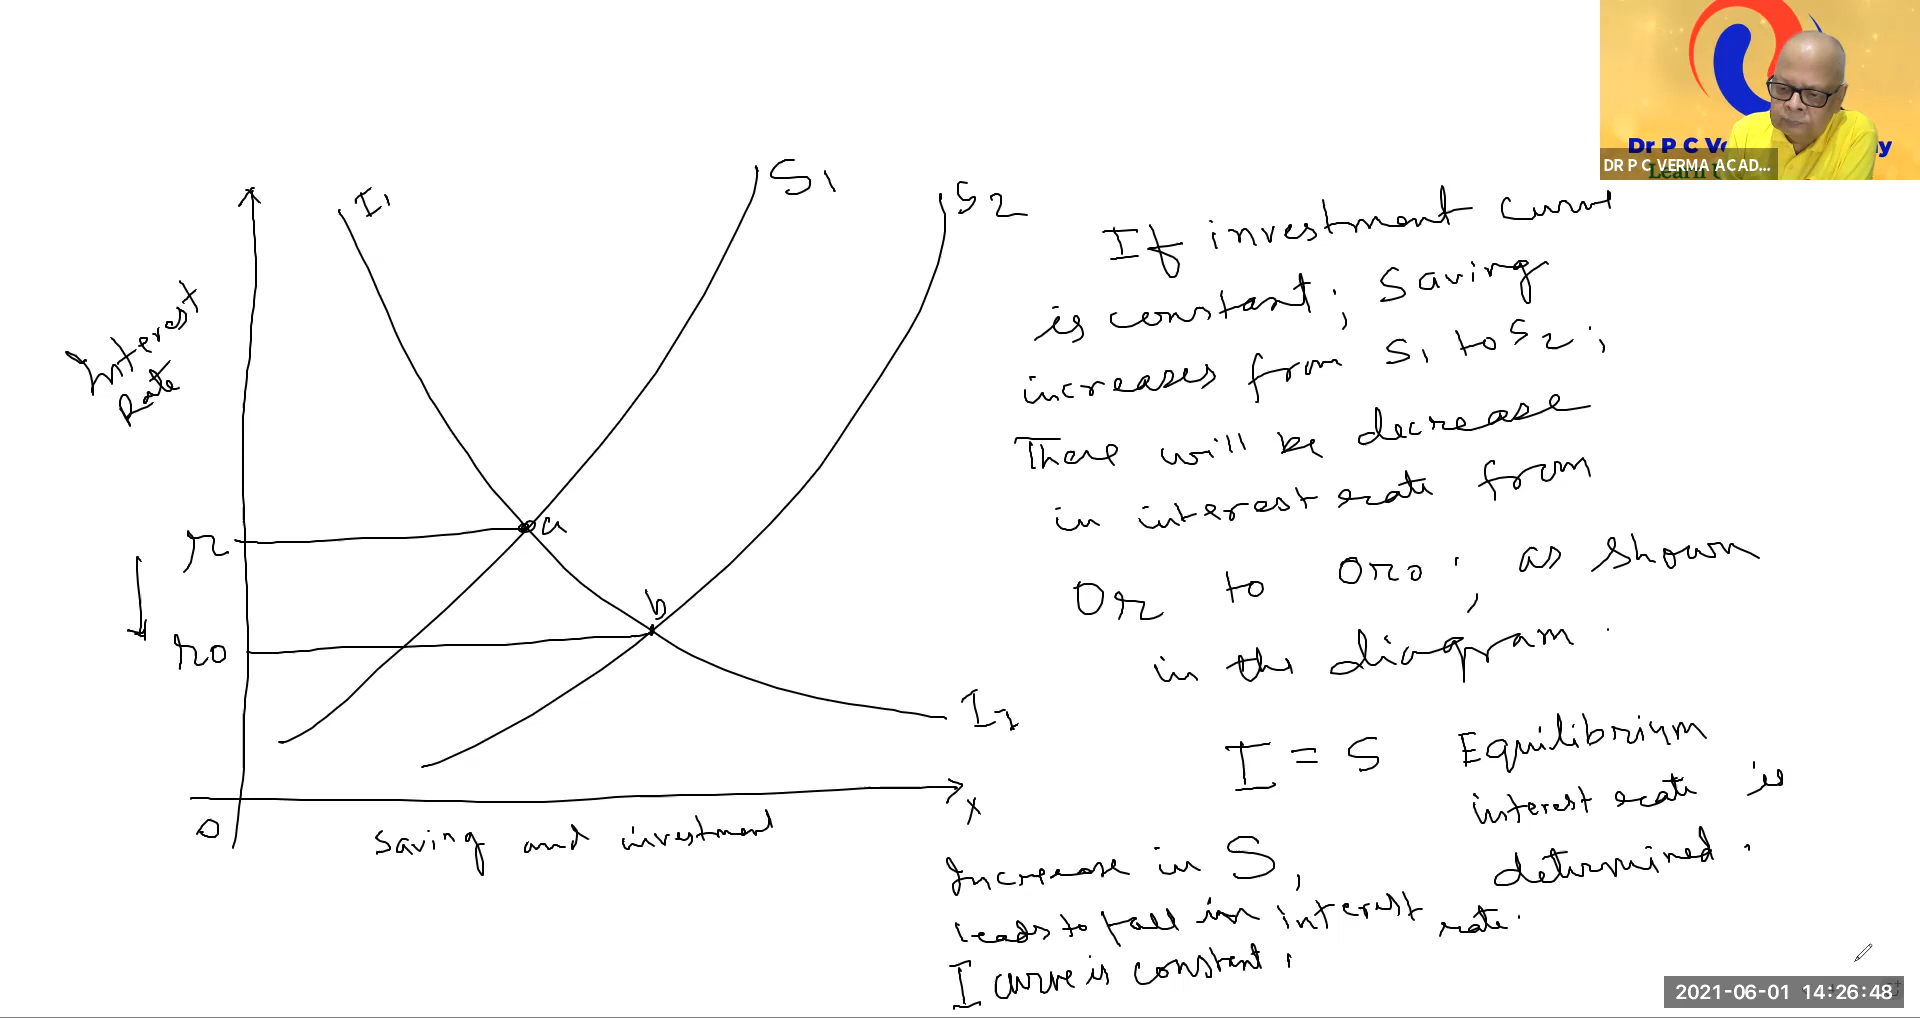 Dr P C Ve
y
DR P C VERMA ACAD...
Learn
I1
S1
S2
Interest
Rate
a
r
b
r0
I1
O
X
Saving and investment
If investment curve
is constant; Saving
increases from S1 to S2;
There will be decrease
in interest rate from
Or to Or0; as shown
in the diagram.
I = S Equilibrium
interest rate is
determined.
Increase in S,
leads to fall in interest rate.
I curve is constant.
2021-06-01 14:26:48